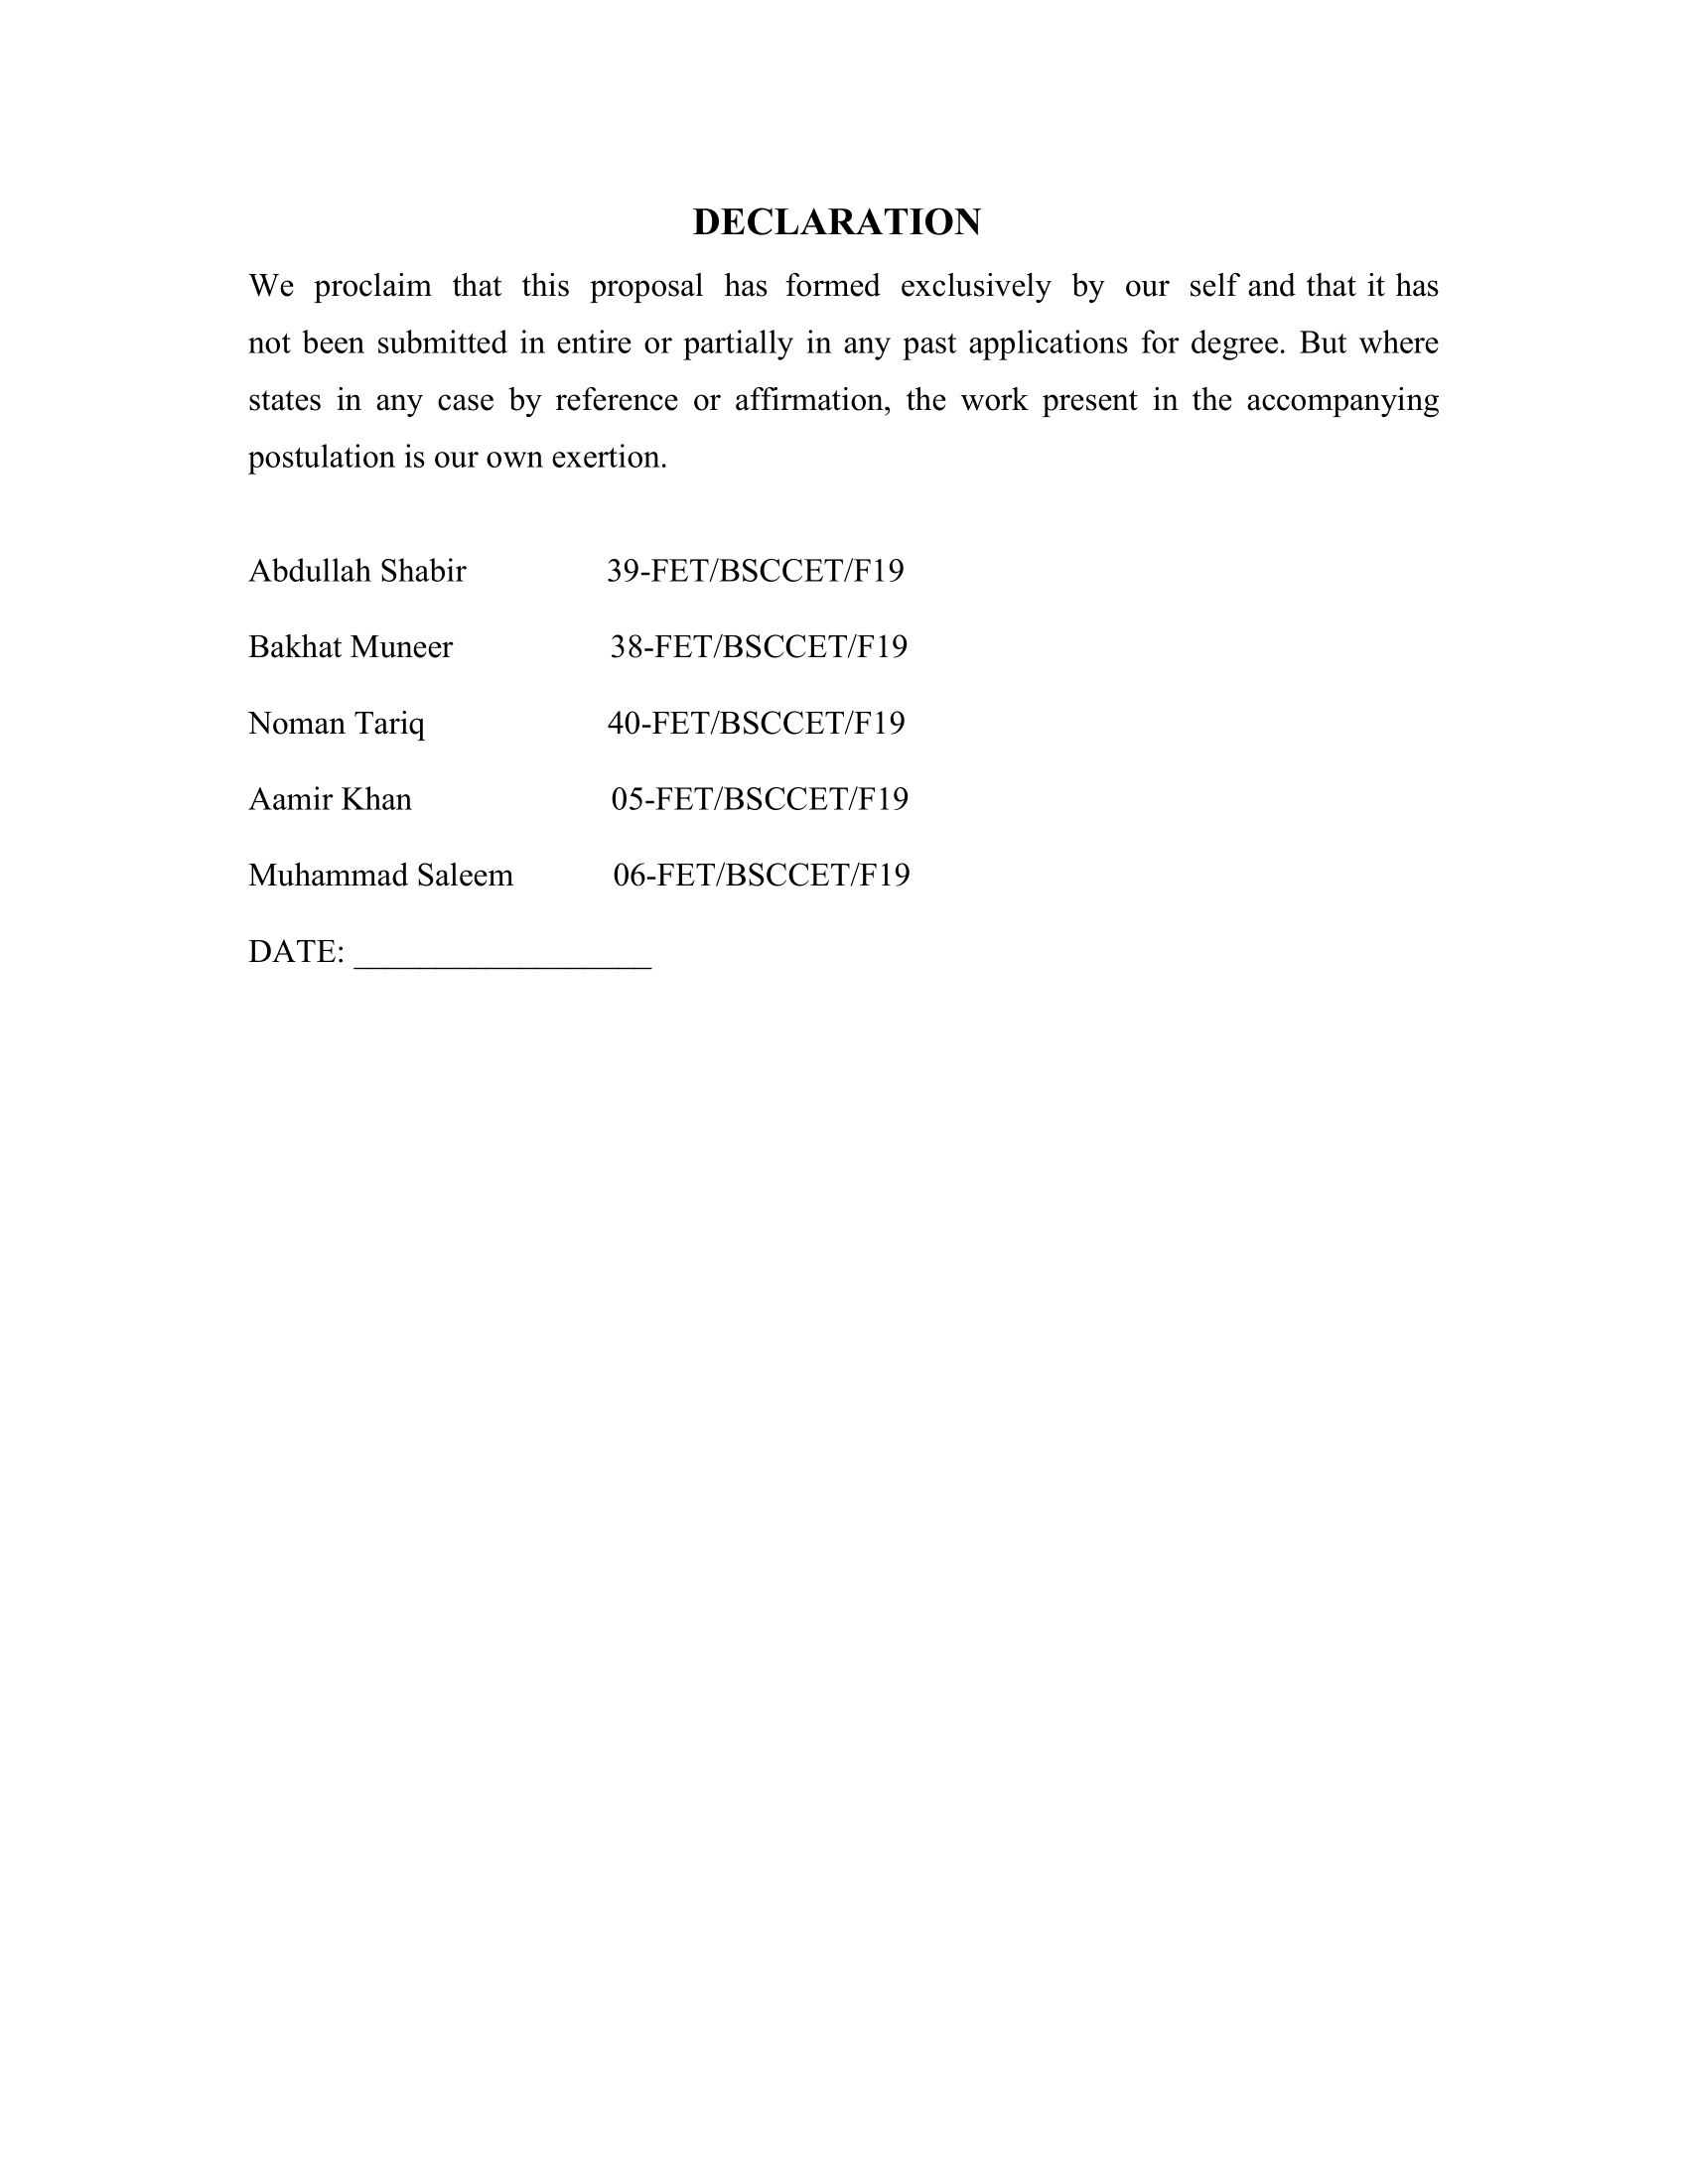 DECLARATION
We proclaim that this proposal has formed exclusively by our self and that it has
not been submitted in entire or partially in any past applications for degree. But where
states in any case by reference or affirmation, the work present in the accompanying
postulation is our own exertion.
Abdullah Shabir 39-FET/BSCCET/F19
Bakhat Muneer 38-FET/BSCCET/F19
Noman Tariq 40-FET/BSCCET/F19
Aamir Khan 05-FET/BSCCET/F19
Muhammad Saleem 06-FET/BSCCET/F19
DATE: __________________